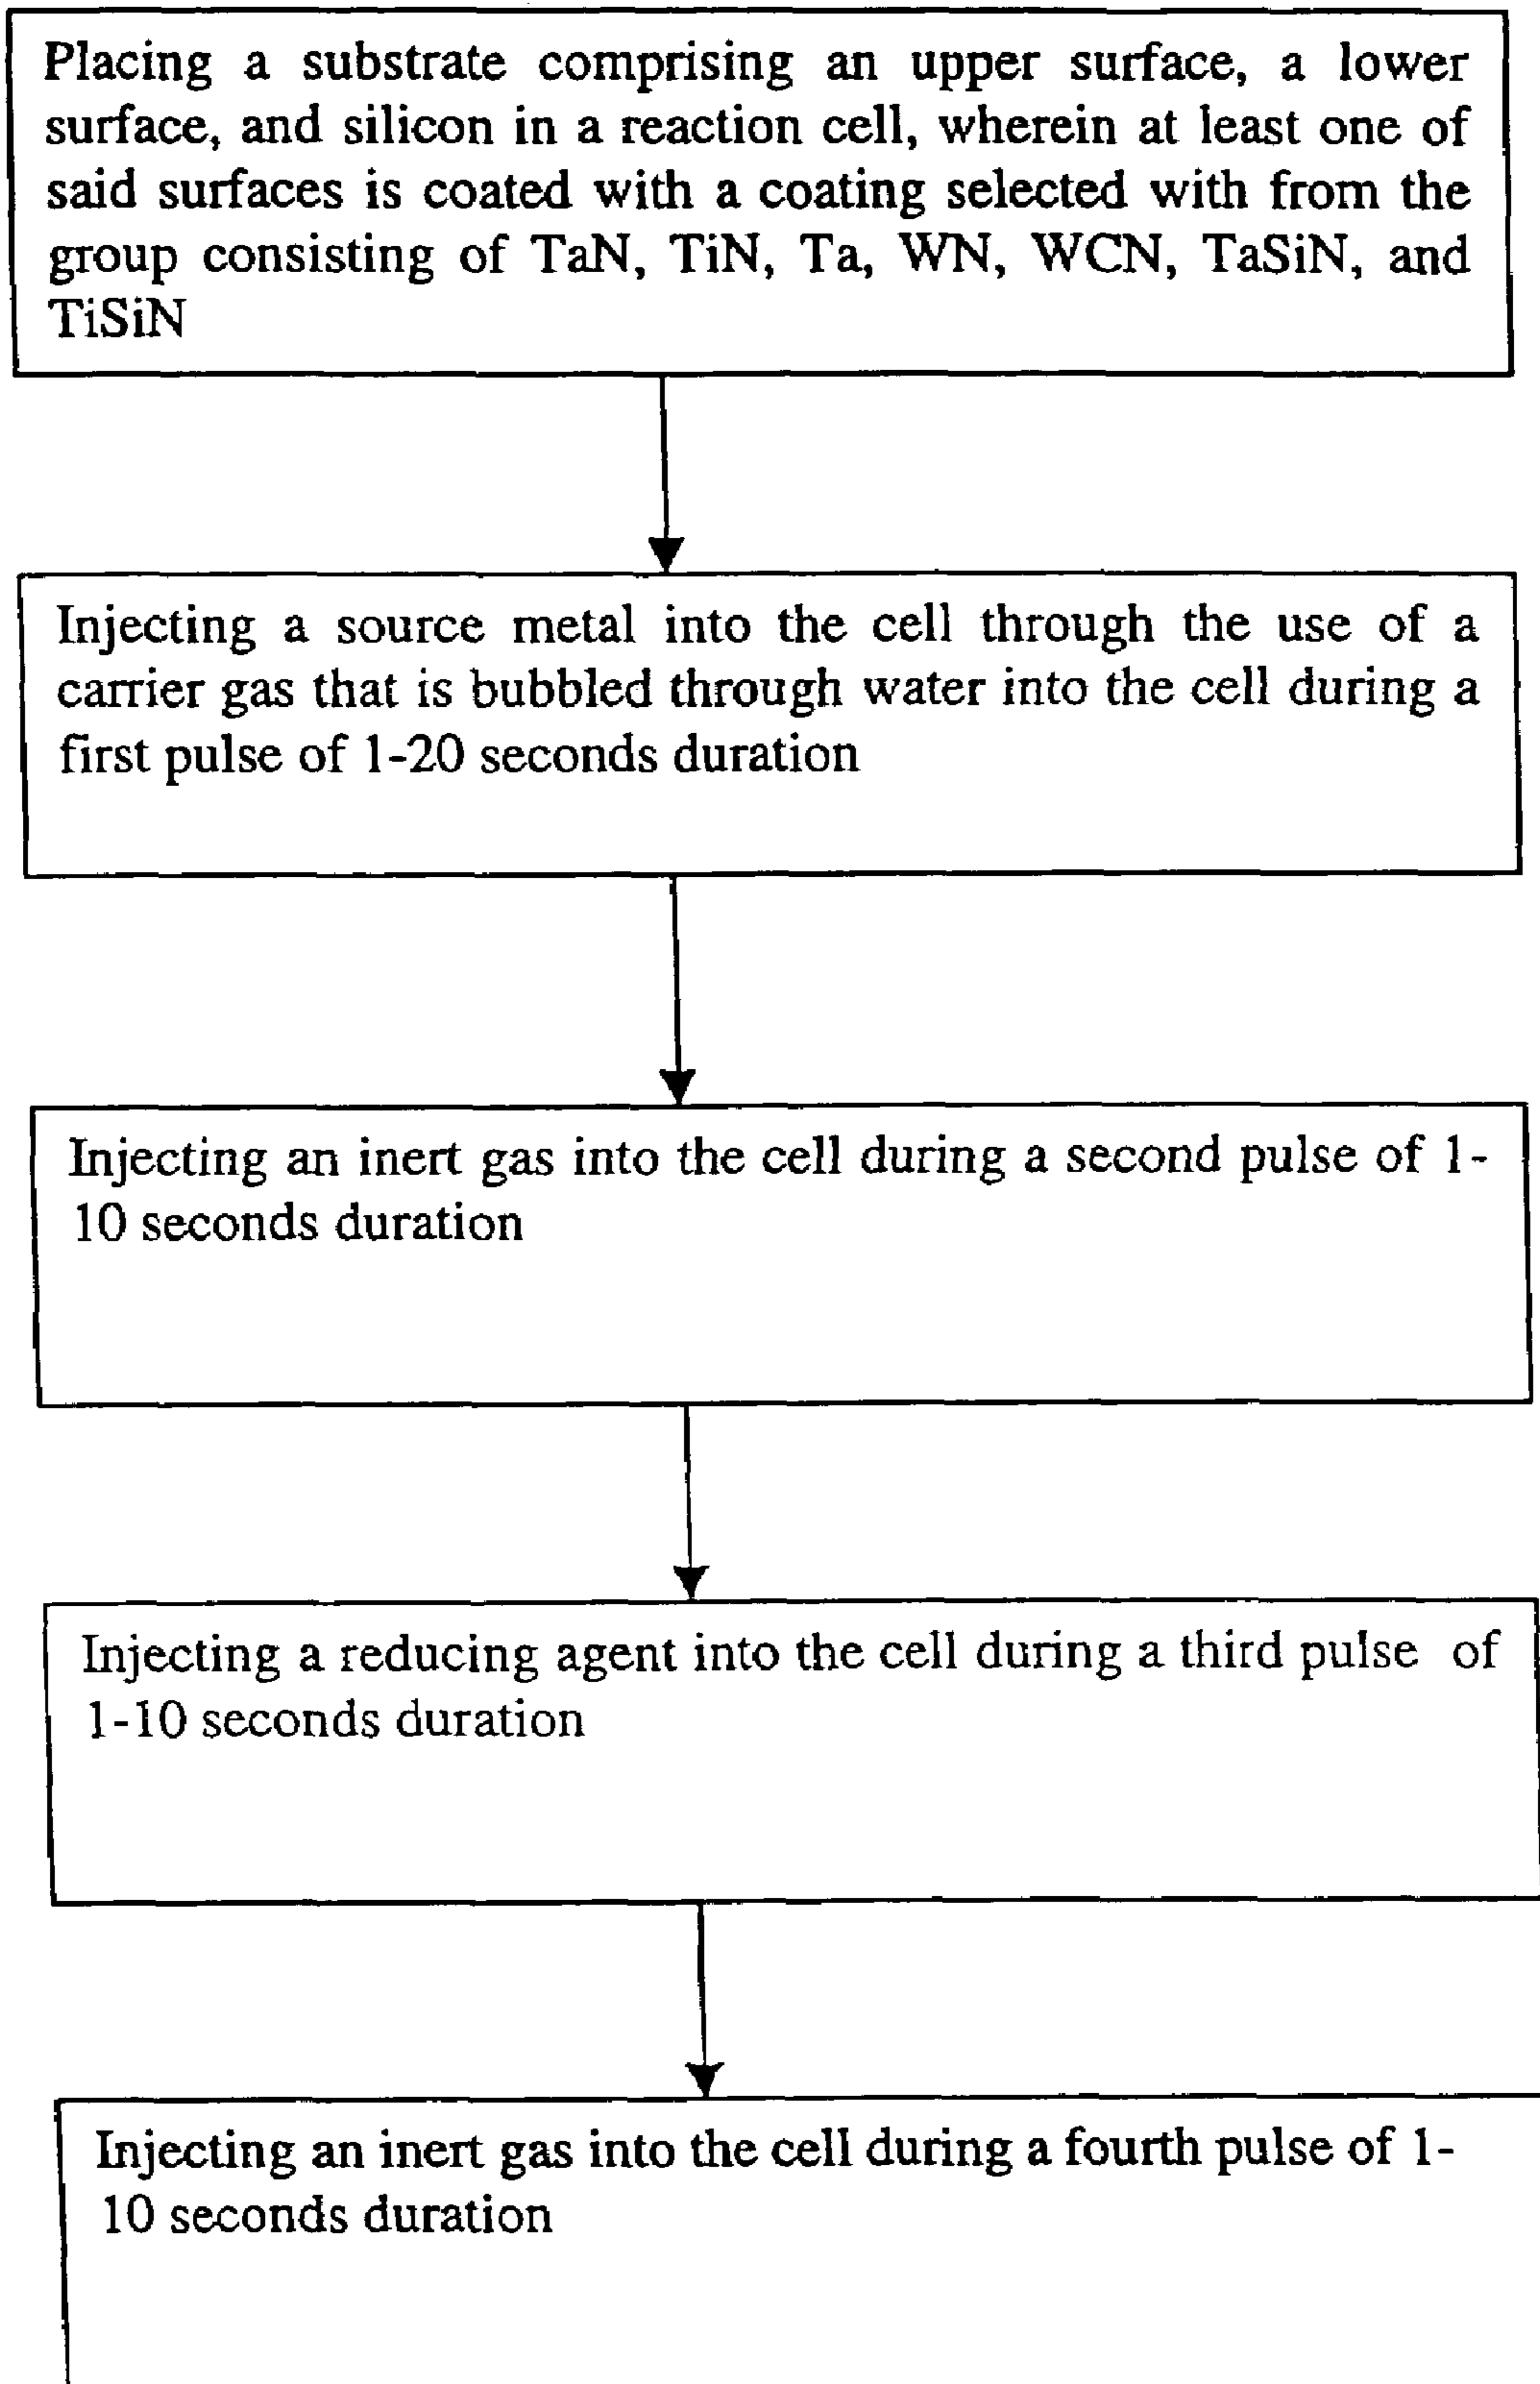 Placing a substrate comprising an upper surface, a lower
surface, and silicon in a reaction cell, wherein at least one of
said surfaces is coated with a coating selected with from the
group consisting of TaN, TiN, Ta, WN, WCN, TaSiN, and
TiSiN
Injecting a source metal into the cell through the use of a
carrier gas that is bubbled through water into the cell during a
first pulse of 1-20 seconds duration
Injecting an inert gas into the cell during a second pulse of 1-
10 seconds duration
Injecting a reducing agent into the cell during a third pulse of
1-10 seconds duration
Injecting an inert gas into the cell during a fourth pulse of 1-
10 seconds duration